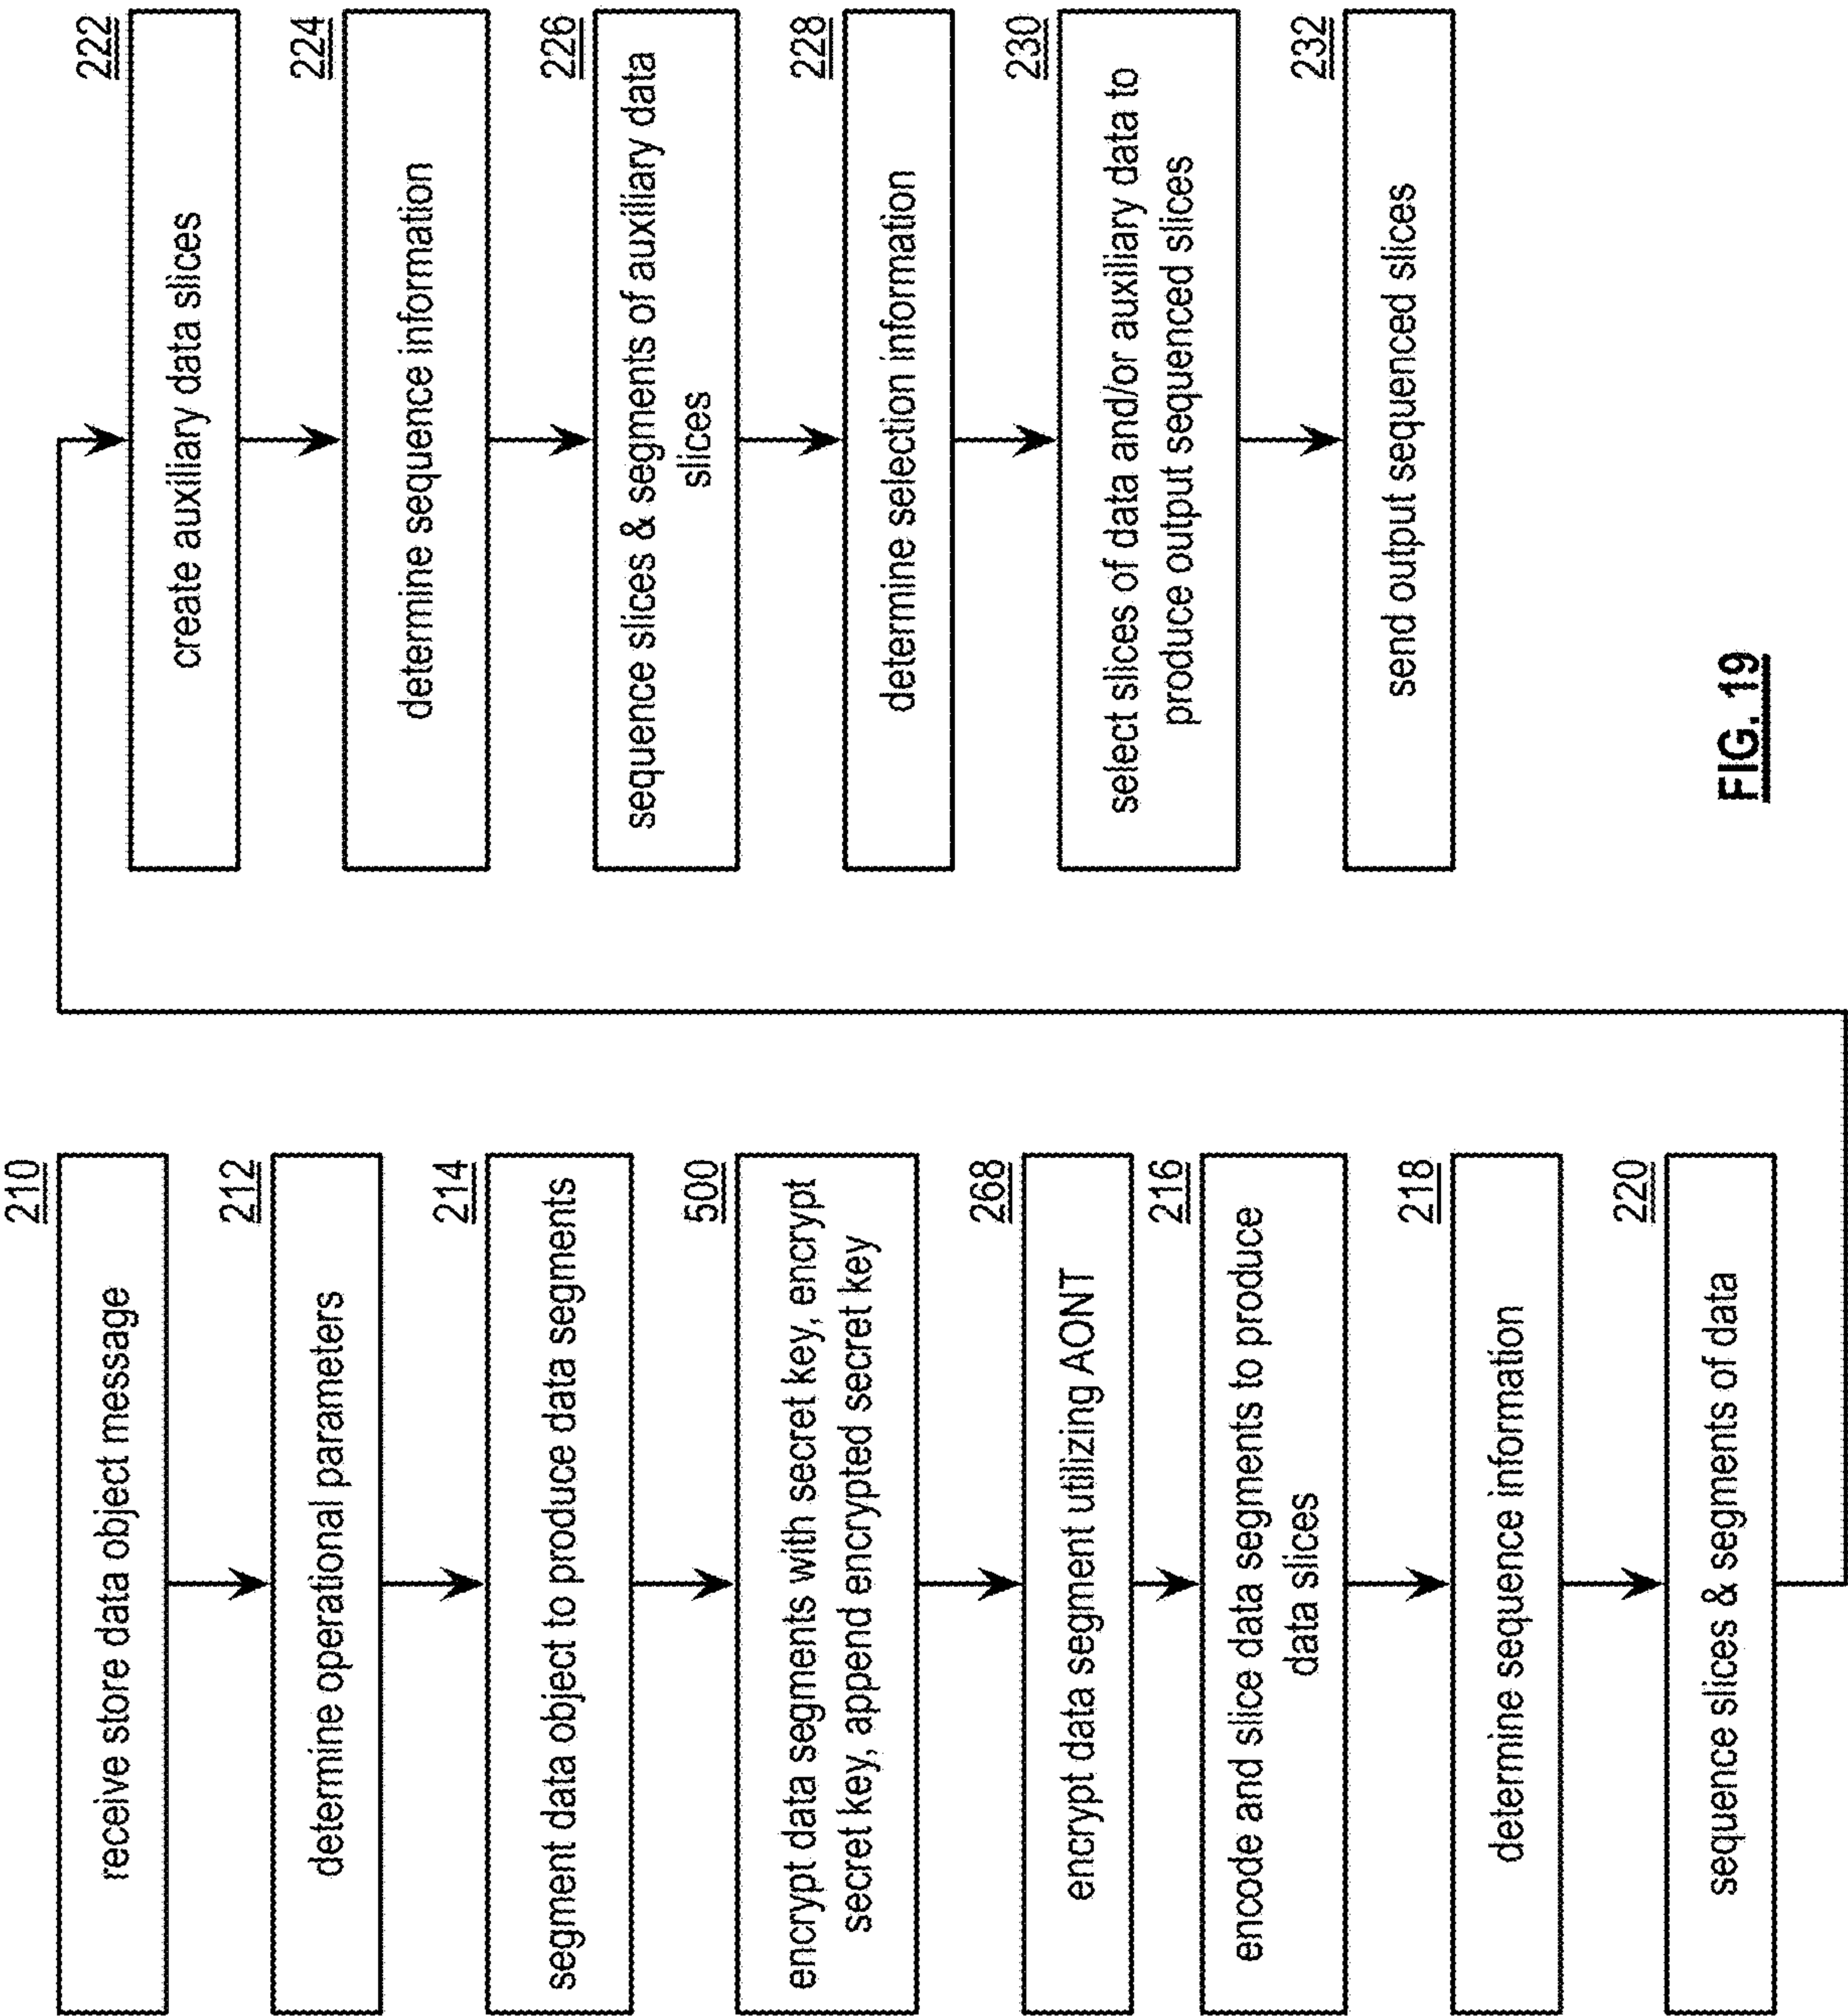 210
receive store data object message
212
determine operational parameters
214
segment data object to produce data segments
500
encrypt data segments with secret key, encrypt
secret key, append encrypted secret key
268
encrypt data segment utilizing AONT
216
encode and slice data segments to produce
data slices
218
determine sequence information
220
sequence slices & segments of data
222
create auxiliary data slices
224
determine sequence information
226
sequence slices & segments of auxiliary data
slices
228
determine selection information
230
select slices of data and/or auxiliary data to
produce output sequenced slices
232
send output sequenced slices
FIG. 19